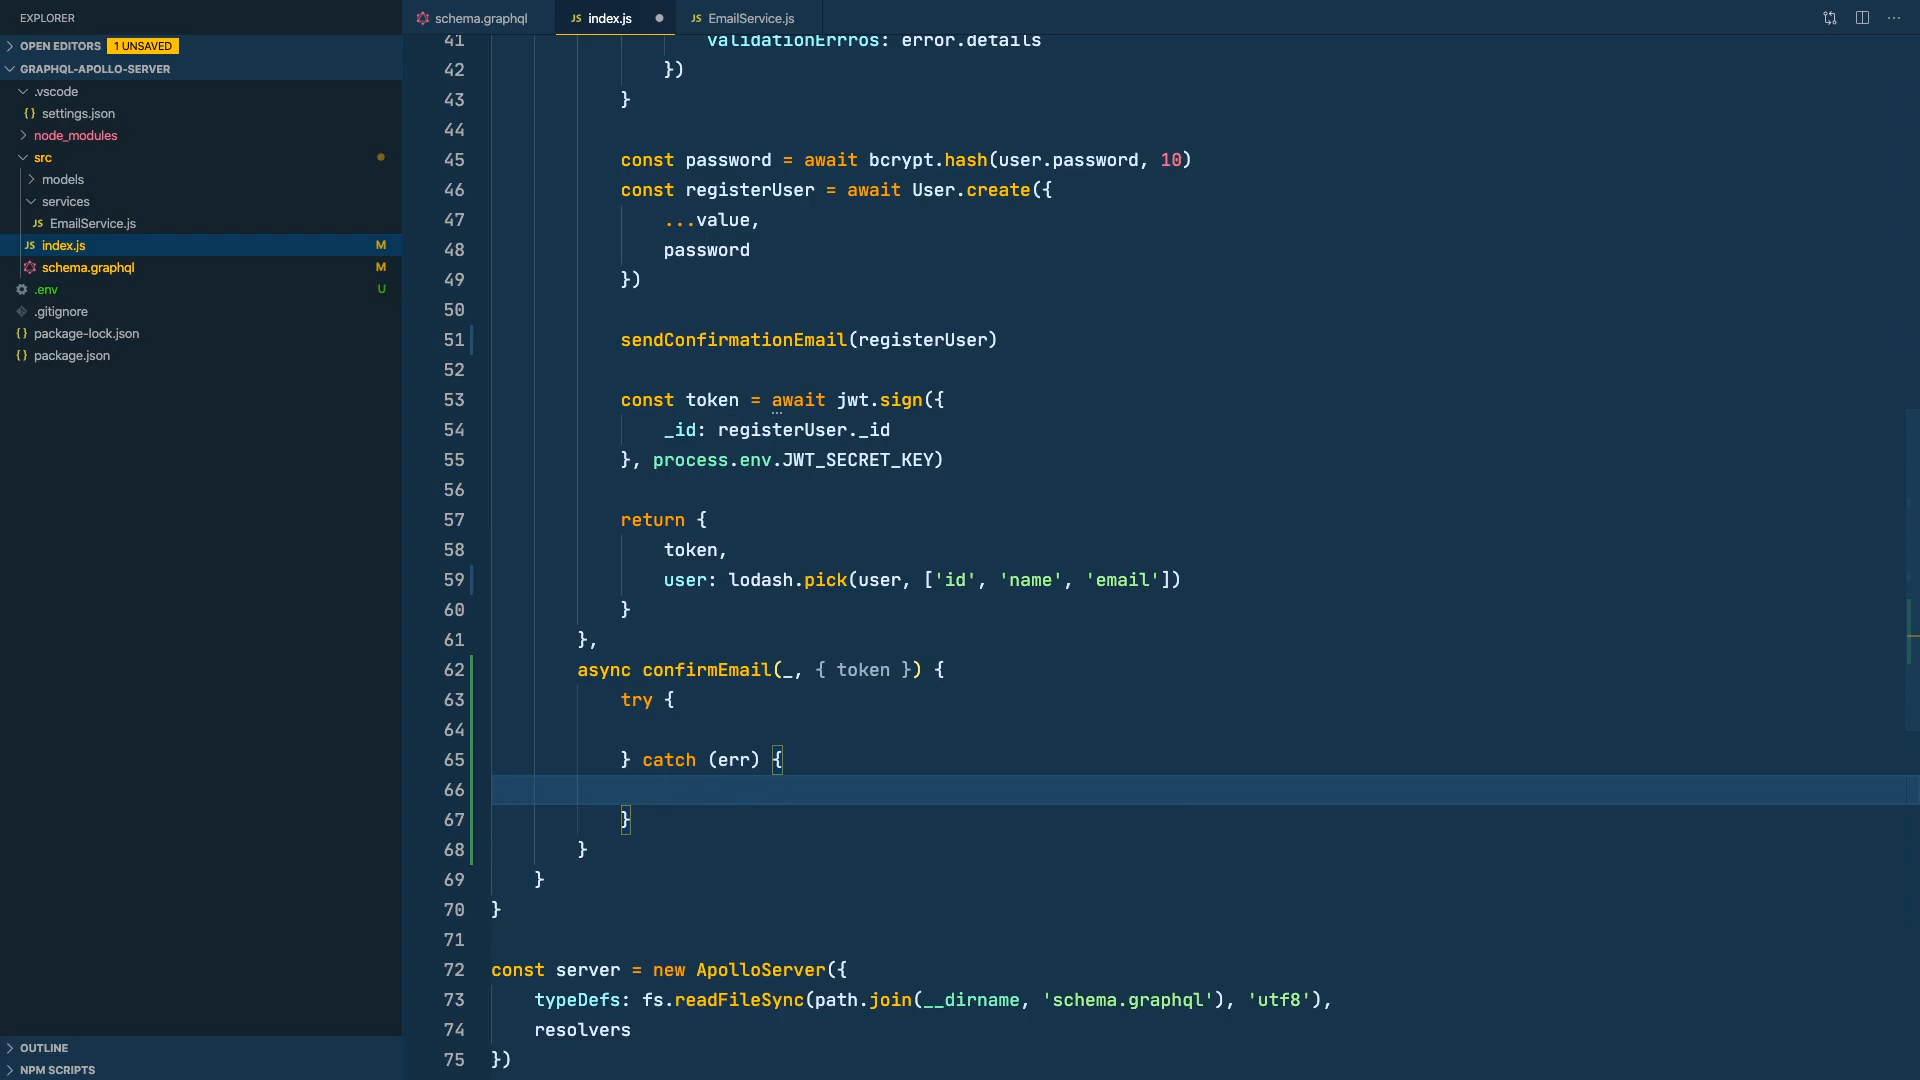 EXPLORER
OPEN EDITORS 1 UNSAVED
GRAPHQL-APOLLO-SERVER
.vscode
{} settings.json
node_modules
src
models
services
JS EmailService.js
JS index.js M
schema.graphql M
.env U
.gitignore
{} package-lock.json
{} package.json
OUTLINE
NPM SCRIPTS
schema.graphql
JS index.js
JS EmailService.js
41 validationErrros: error.details
42 })
43 }
44
45 const password = await bcrypt.hash(user.password, 10)
46 const registerUser = await User.create({
47 ...value,
48 password
49 })
50
51 sendConfirmationEmail(registerUser)
52
53 const token = await jwt.sign({
54 _id: registerUser._id
55 }, process.env.JWT_SECRET_KEY)
56
57 return {
58 token,
59 user: lodash.pick(user, ['id', 'name', 'email'])
60 }
61 },
62 async confirmEmail(_, { token }) {
63 try {
64
65 } catch (err) {
66
67 }
68 }
69 }
70 }
71
72 const server = new ApolloServer({
73 typeDefs: fs.readFileSync(path.join(__dirname, 'schema.graphql'), 'utf8'),
74 resolvers
75 })